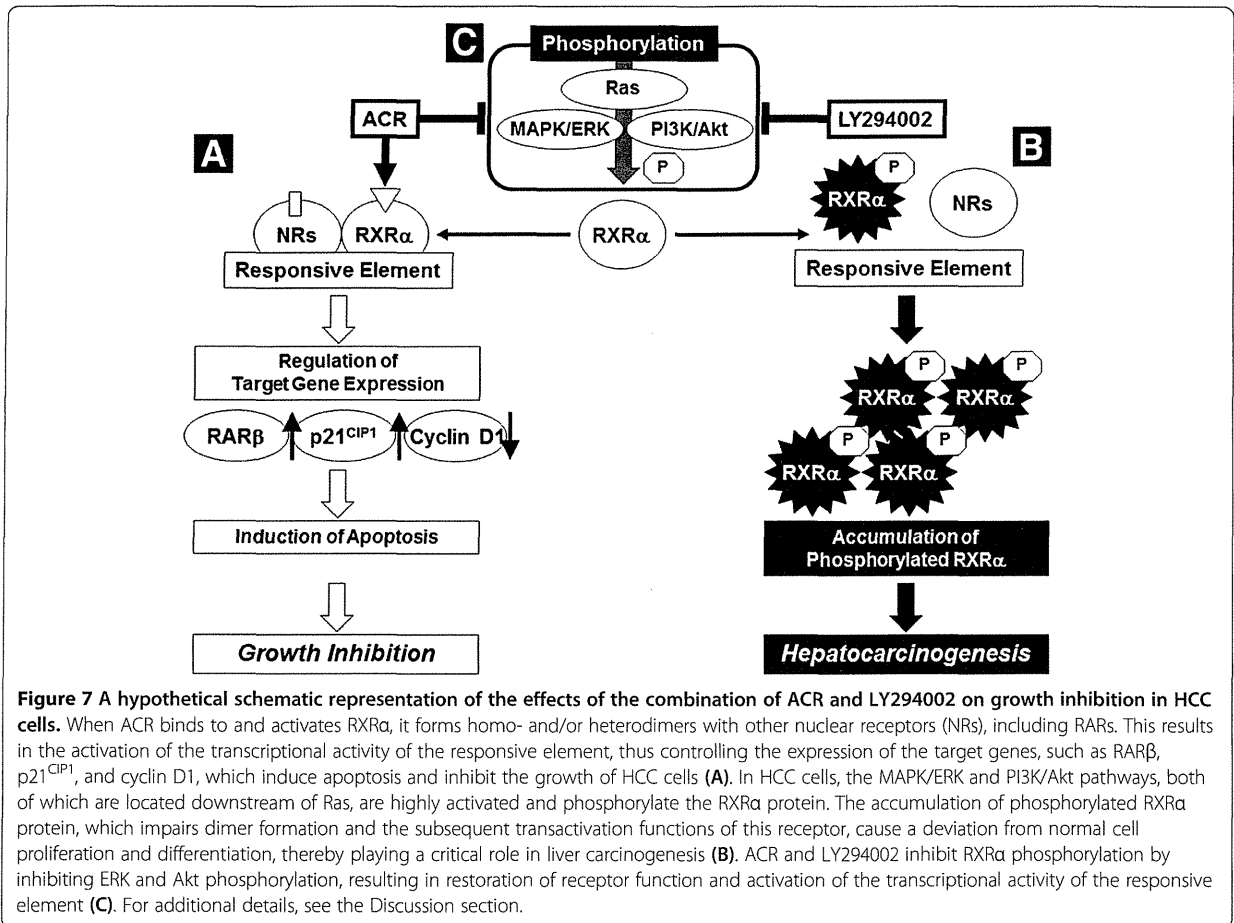 C
Phosphorylation
Ras
ACR
MAPK/ERK
PI3K/Akt
LY294002
P
A
B
NRs
RXRα
RXRα
P
RXRα
NRs
Responsive Element
Responsive Element
Regulation of
Target Gene Expression
RARβ
p21CIP1
Cyclin D1
P
RXRα
P
RXRα
P
RXRα
P
RXRα
Induction of Apoptosis
Accumulation of
Phosphorylated RXRα
Growth Inhibition
Hepatocarcinogenesis
Figure 7 A hypothetical schematic representation of the effects of the combination of ACR and LY294002 on growth inhibition in HCC
cells. When ACR binds to and activates RXRα, it forms homo- and/or heterodimers with other nuclear receptors (NRs), including RARs. This results
in the activation of the transcriptional activity of the responsive element, thus controlling the expression of the target genes, such as RARβ,
p21CIP1, and cyclin D1, which induce apoptosis and inhibit the growth of HCC cells (A). In HCC cells, the MAPK/ERK and PI3K/Akt pathways, both
of which are located downstream of Ras, are highly activated and phosphorylate the RXRα protein. The accumulation of phosphorylated RXRα
protein, which impairs dimer formation and the subsequent transactivation functions of this receptor, cause a deviation from normal cell
proliferation and differentiation, thereby playing a critical role in liver carcinogenesis (B). ACR and LY294002 inhibit RXRα phosphorylation by
inhibiting ERK and Akt phosphorylation, resulting in restoration of receptor function and activation of the transcriptional activity of the responsive
element (C). For additional details, see the Discussion section.